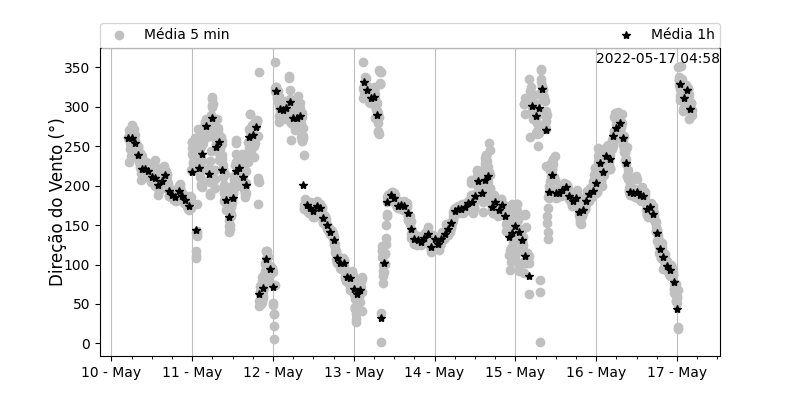 Média 5 min
Média 1h
2022-05-17 04:58
Direção do Vento (°)
350
300
250
200
150
100
50
0
10 - May
11 - May
12 - May
13 - May
14 - May
15 - May
16 - May
17 - May